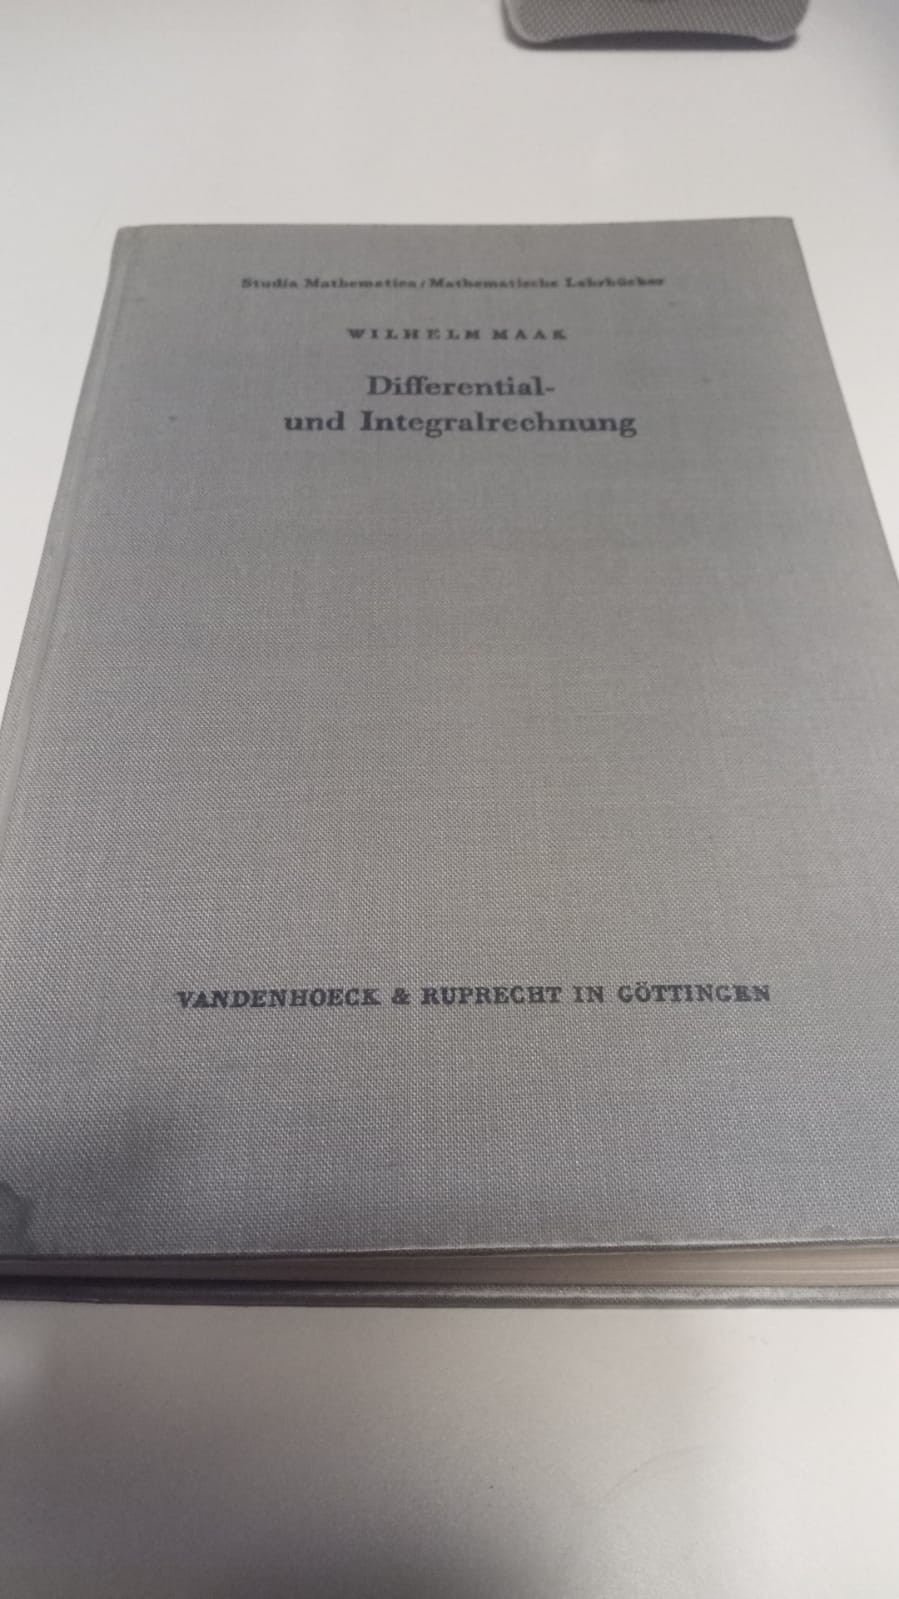 Studia Mathematica/Mathematische Lehrbücher
WILHELM MAAK
Differential-
und Integralrechnung
VANDENHOECK & RUPRECHT IN GÖTTINGEN